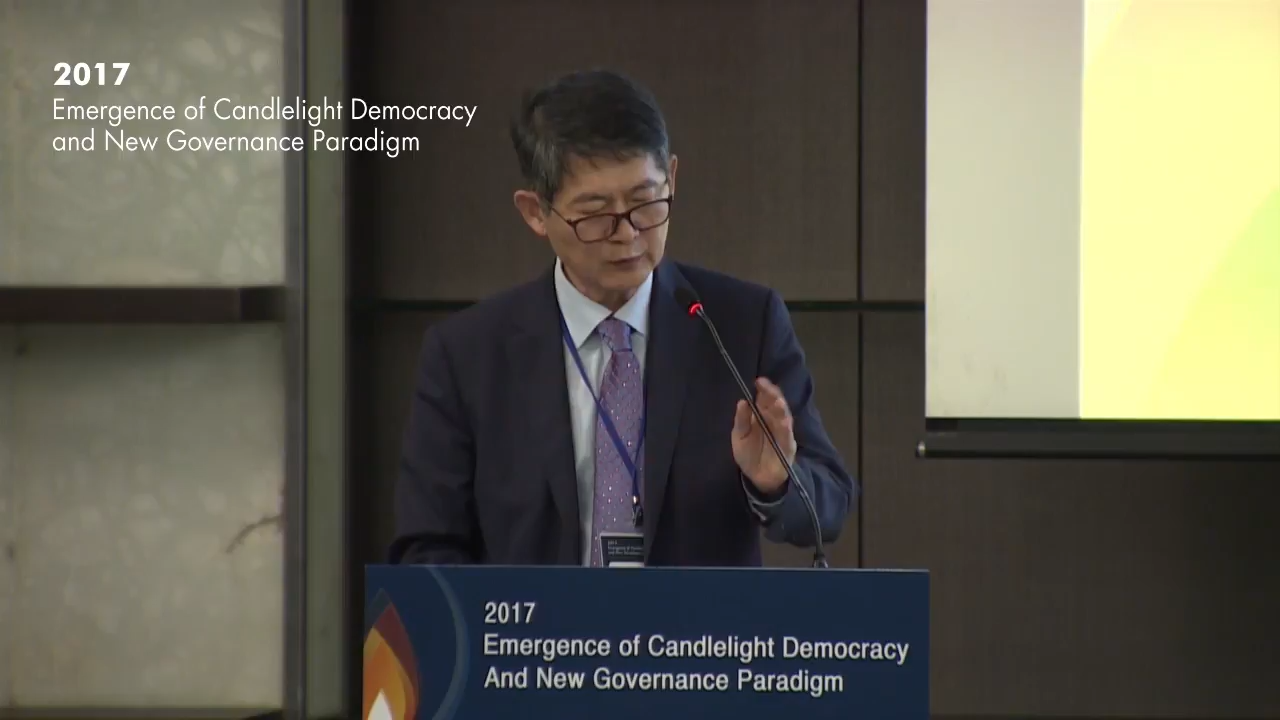 2017
Emergence of Candlelight Democracy
and New Governance Paradigm
2017
Emergence of Candlelight Democracy
And New Governance Paradigm